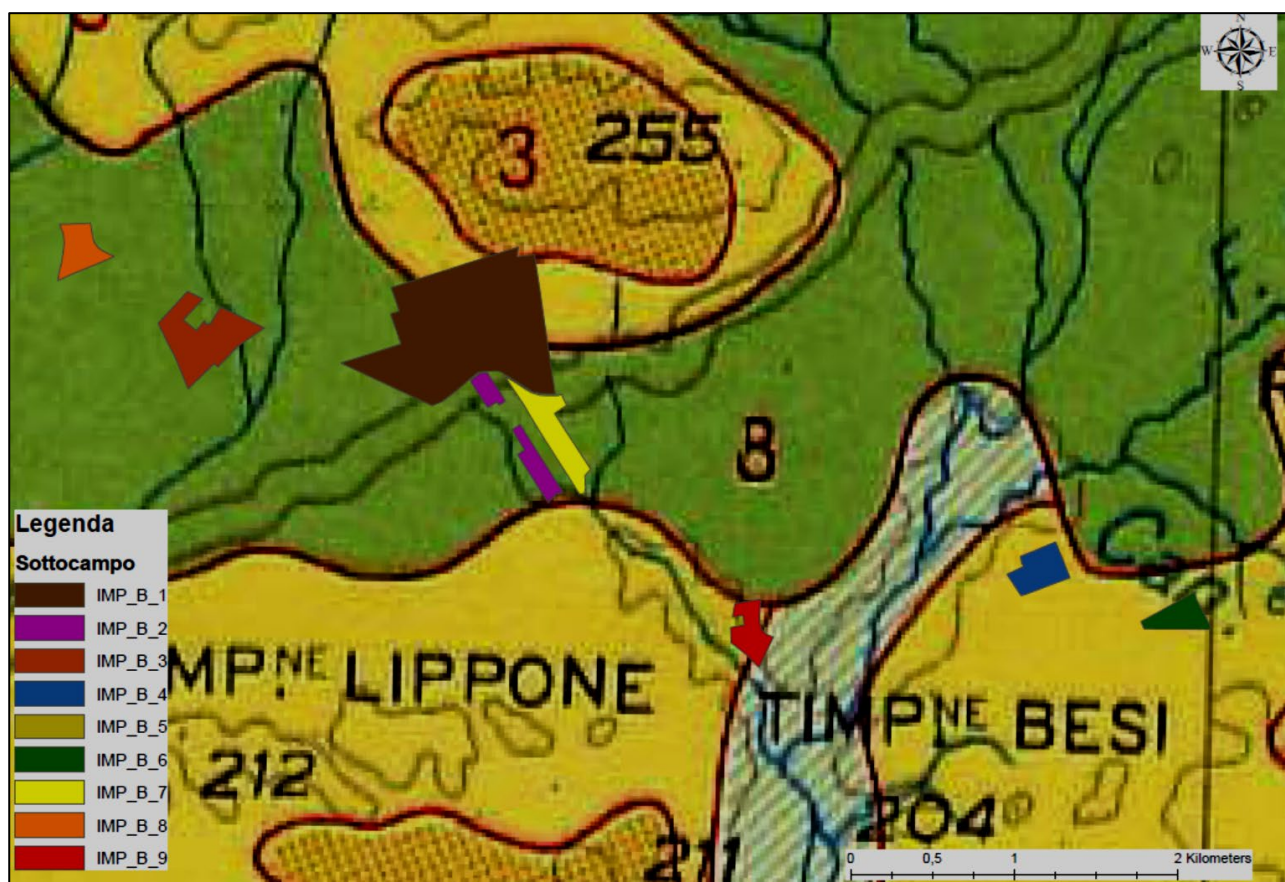 N
W E
S
3 255
8
F.
Legenda
Sottocampo
IMP_B_1
IMP_B_2
IMP_B_3
IMP_B_4
IMP_B_5
IMP_B_6
IMP_B_7
IMP_B_8
IMP_B_9
MP.NE LIPPONE
TIMP.NE BESI
212
204
211
0 0,5 1 2 Kilometers